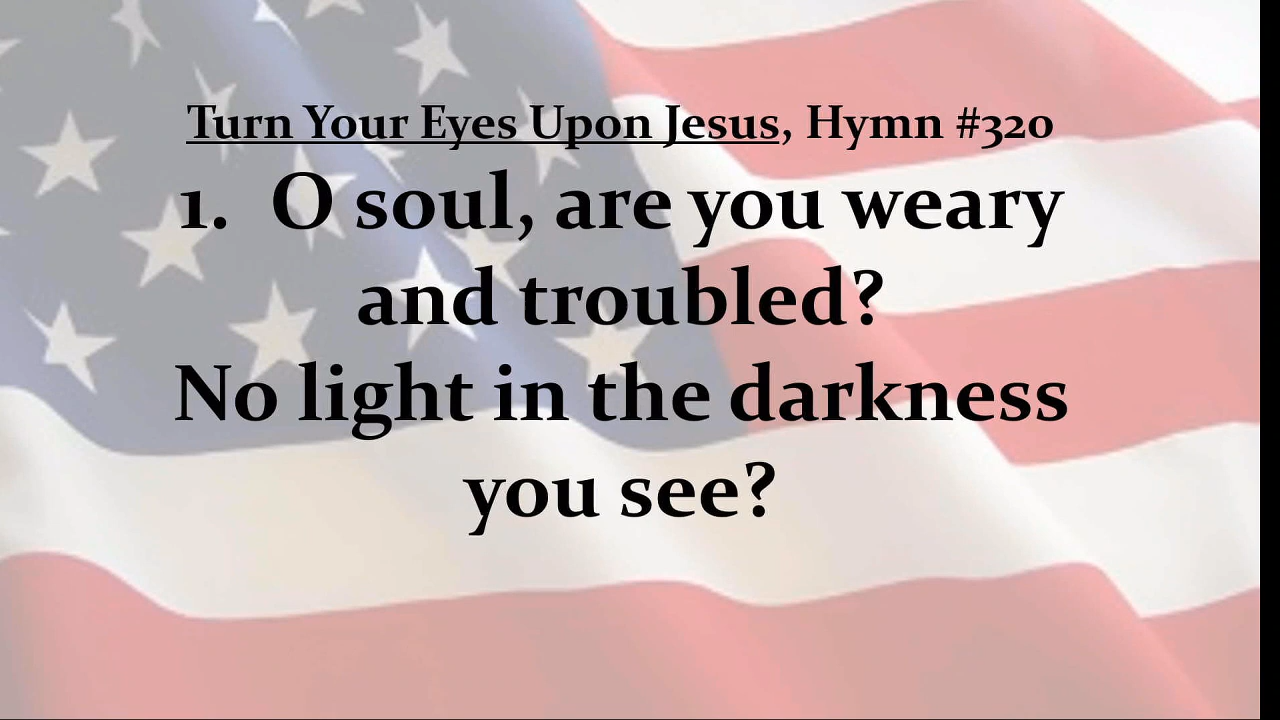 Turn Your Eyes Upon Jesus, Hymn #320
1. O soul, are you weary
and troubled?
No light in the darkness
you see?